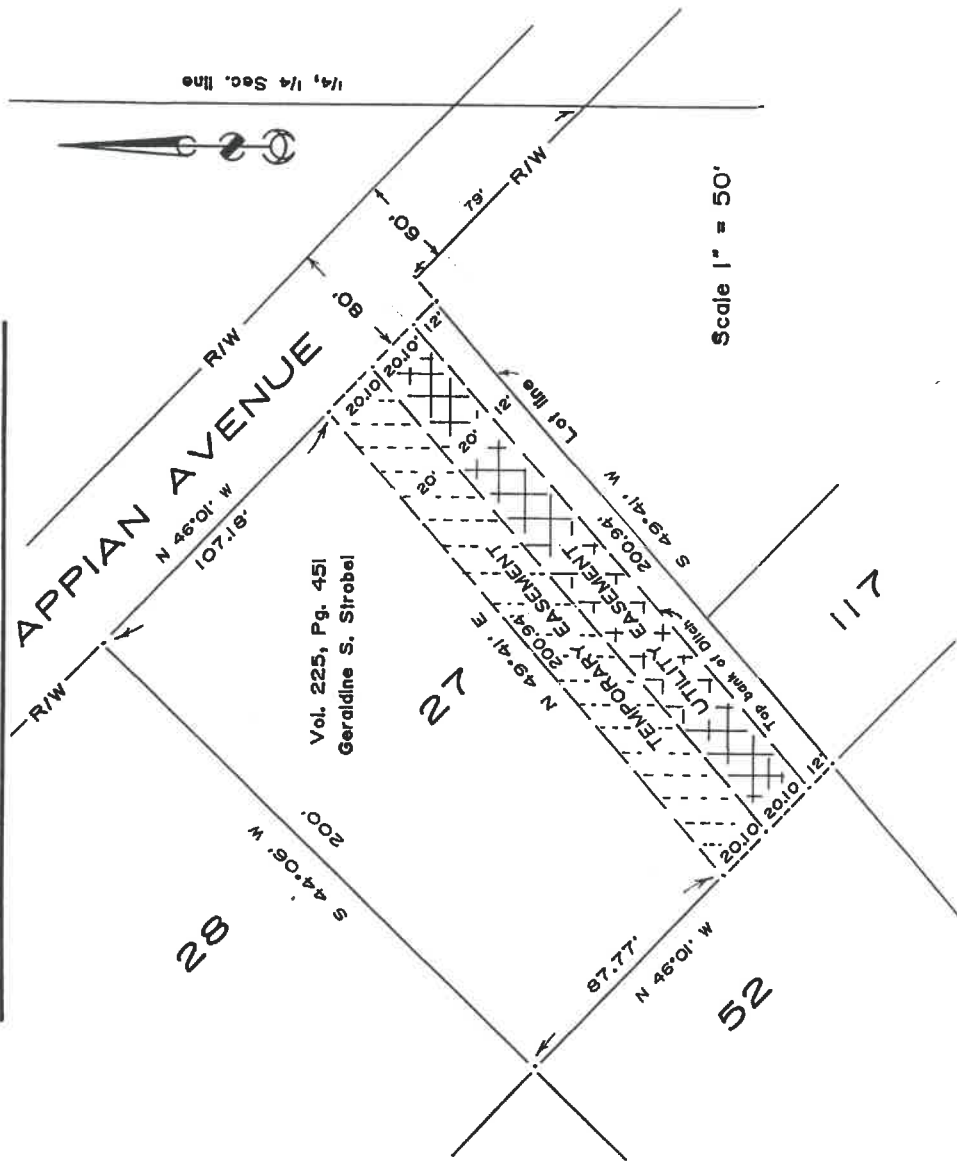 1/4, 1/4 Sec. line
R/W
79'
R/W
60'
80'
APPIAN AVENUE
R/W
N 46°01' W
107.18'
20.10
20.10'
12'
Scale 1" = 50'
Lot line
12'
20'
20'
S 49°41' W
200.94'
Vol. 225, Pg. 451
Geraldine S. Strobel
27
N 49°41' E
200.94'
TEMPORARY EASEMENT
UTILITY EASEMENT
Top bank of Ditch
117
S 44°06' W
200'
28
20.10
20.10
12'
87.77'
N 46°01' W
52